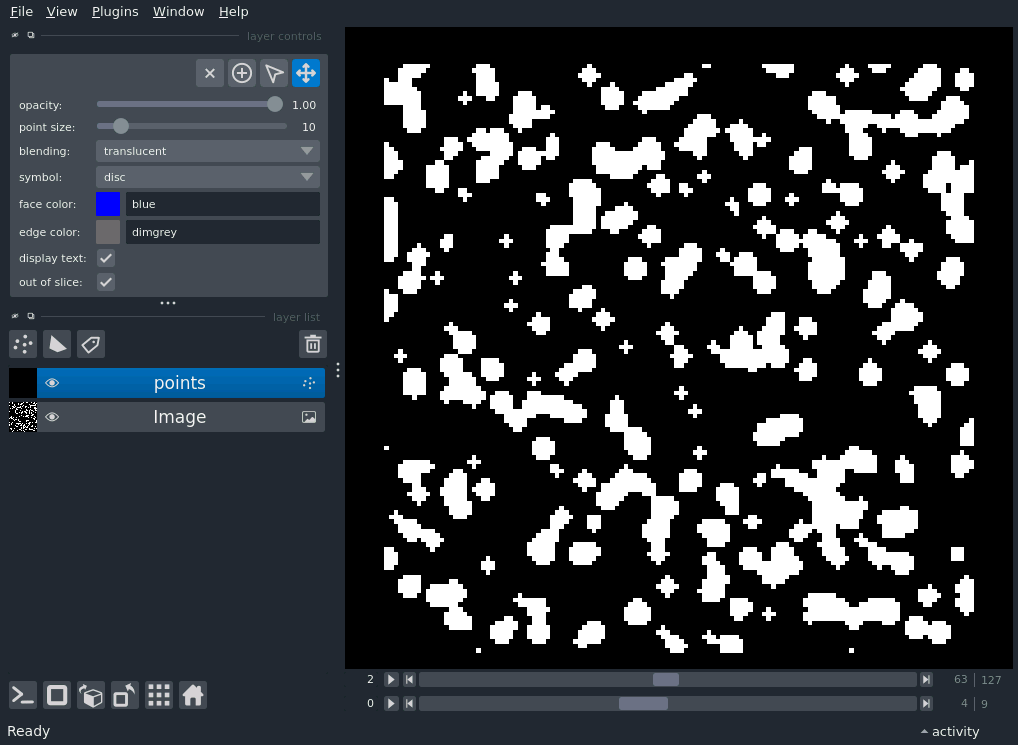 File View Plugins Window Help
layer controls
opacity: 1.00
point size: 10
blending: translucent
symbol: disc
face color: blue
edge color: dimgrey
display text:
out of slice:
layer list
points
Image
2 63 127
0 4 9
Ready activity